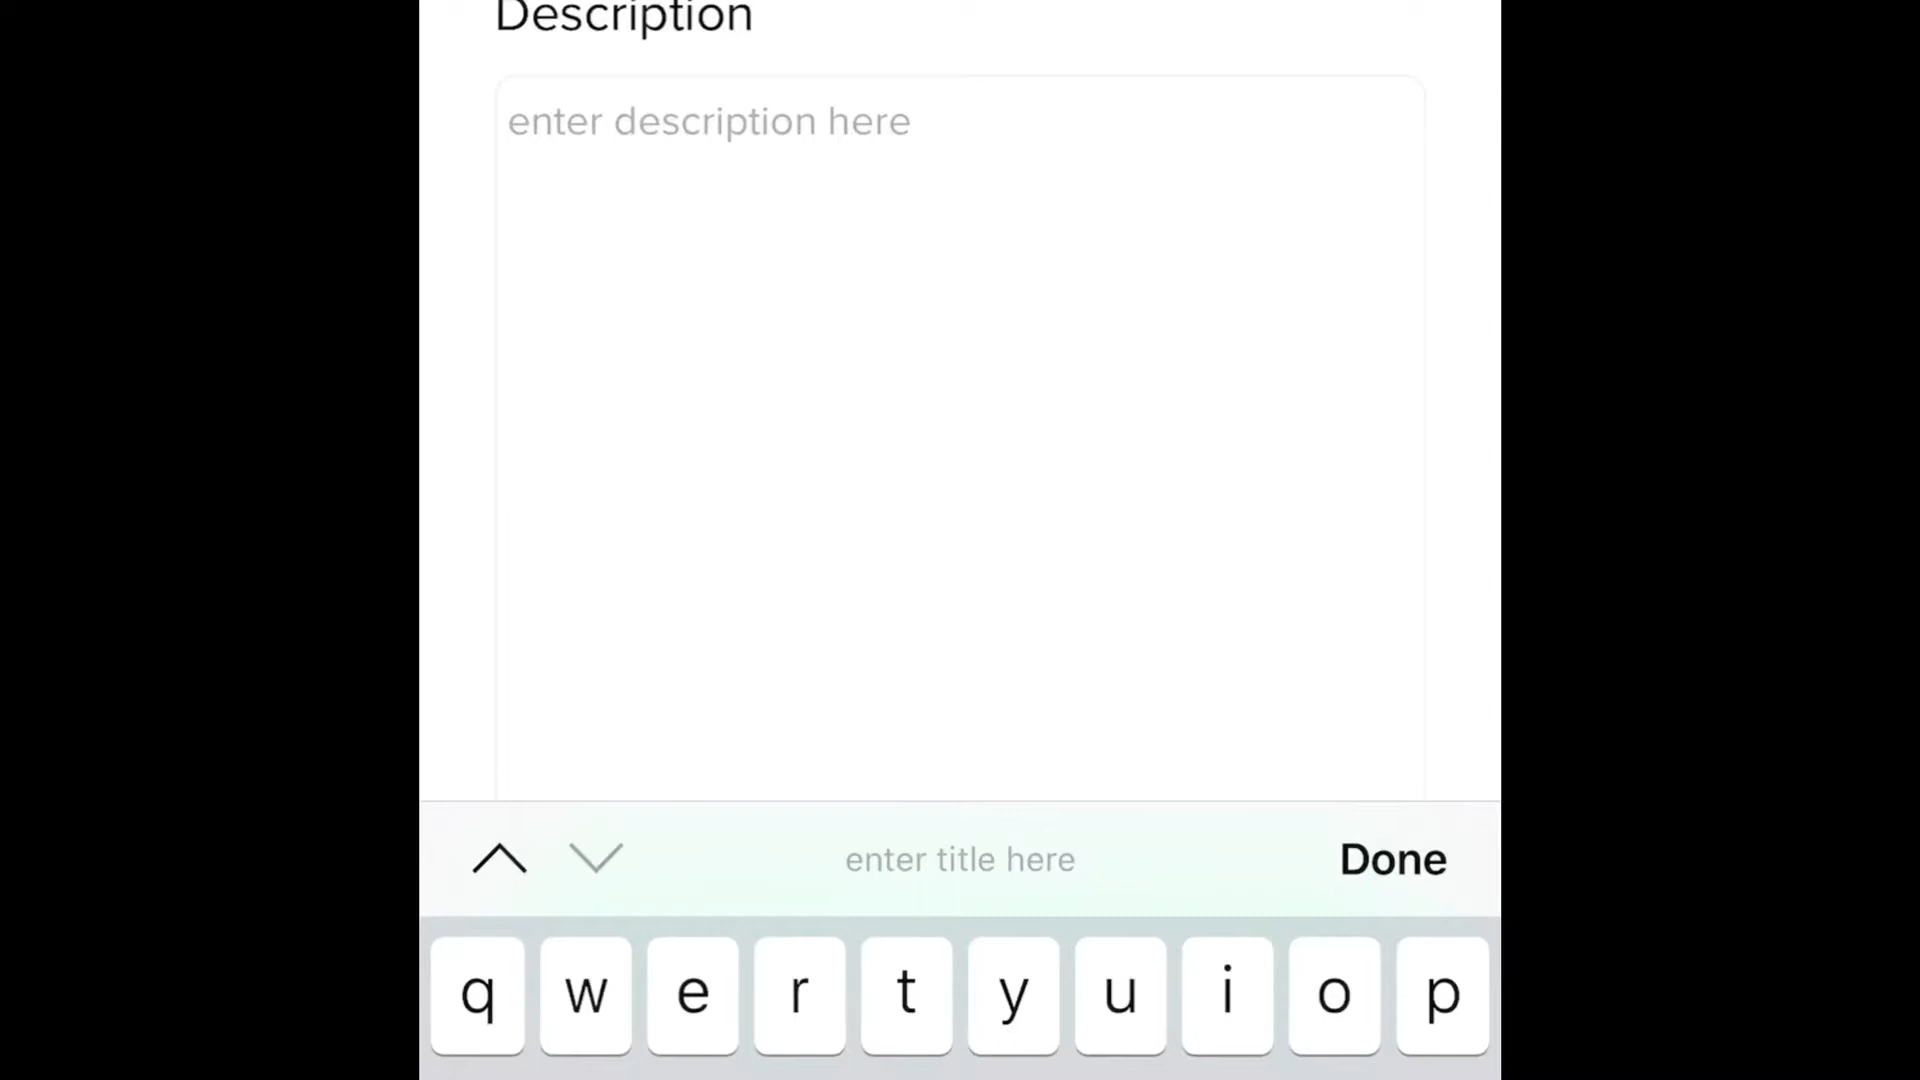 Description
enter description here
enter title here
Done
q w e r t y u i o p